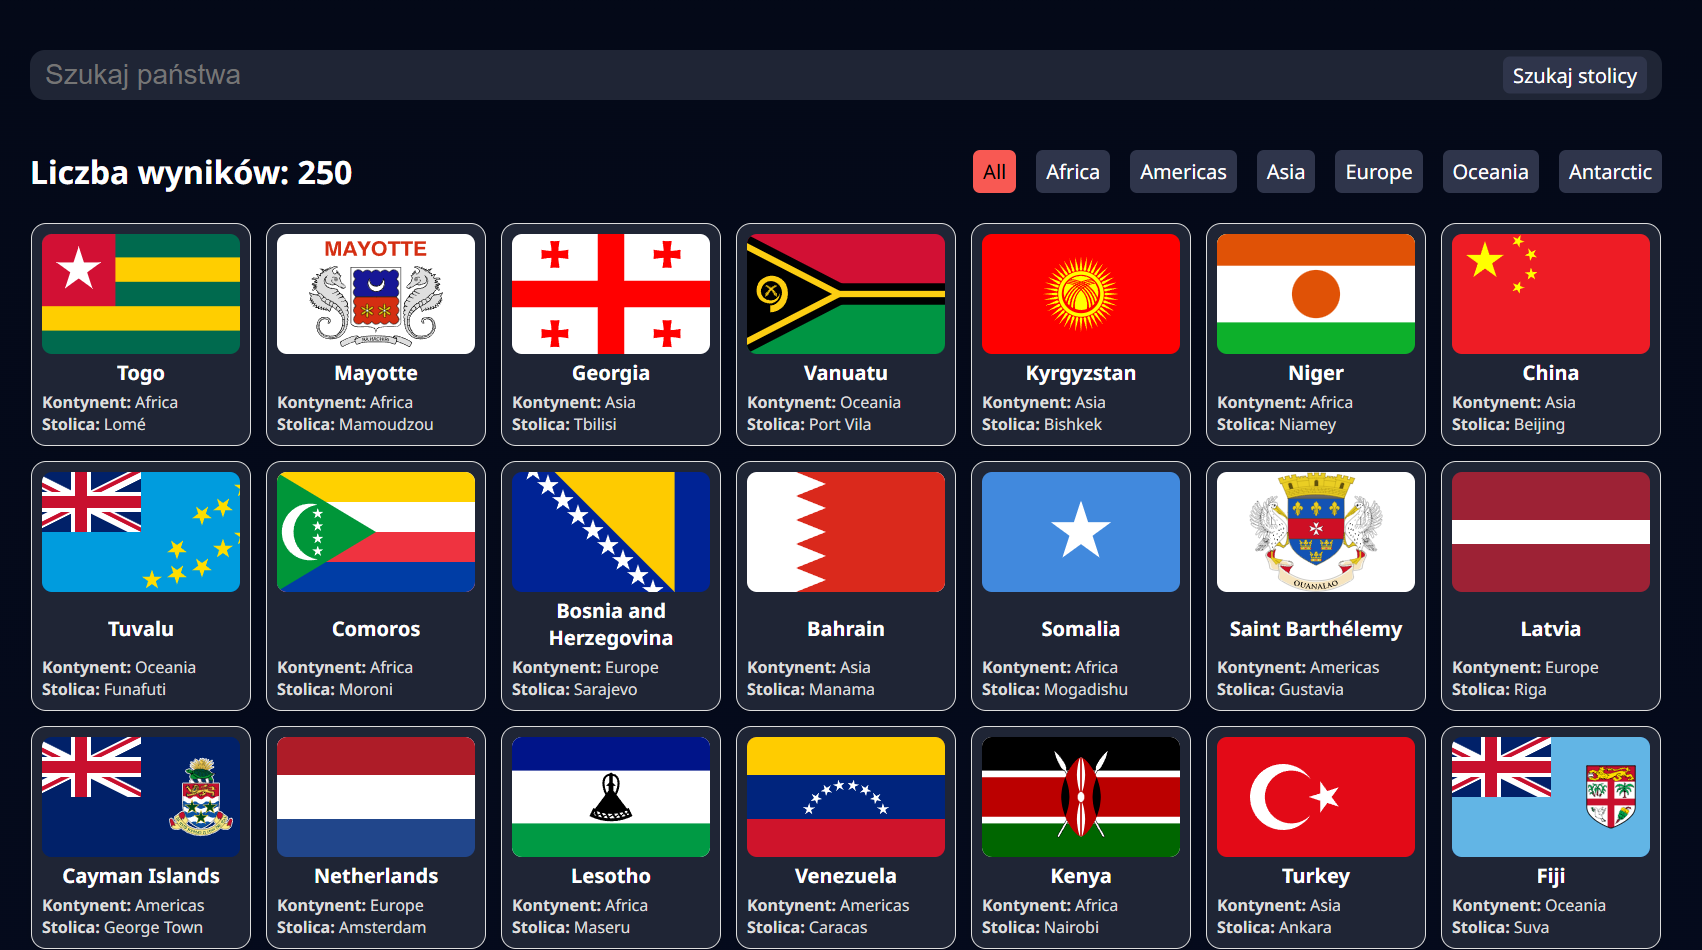 Szukaj państwa
Szukaj stolicy
Liczba wyników: 250
All
Africa
Americas
Asia
Europe
Oceania
Antarctic
MAYOTTE
Togo
Kontynent: Africa
Stolica: Lomé
Mayotte
Kontynent: Africa
Stolica: Mamoudzou
Georgia
Kontynent: Asia
Stolica: Tbilisi
Vanuatu
Kontynent: Oceania
Stolica: Port Vila
Kyrgyzstan
Kontynent: Asia
Stolica: Bishkek
Niger
Kontynent: Africa
Stolica: Niamey
China
Kontynent: Asia
Stolica: Beijing
Tuvalu
Kontynent: Oceania
Stolica: Funafuti
Comoros
Kontynent: Africa
Stolica: Moroni
Bosnia and
Herzegovina
Kontynent: Europe
Stolica: Sarajevo
Bahrain
Kontynent: Asia
Stolica: Manama
Somalia
Kontynent: Africa
Stolica: Mogadishu
OUANALAO
Saint Barthélemy
Kontynent: Americas
Stolica: Gustavia
Latvia
Kontynent: Europe
Stolica: Riga
Cayman Islands
Kontynent: Americas
Stolica: George Town
Netherlands
Kontynent: Europe
Stolica: Amsterdam
Lesotho
Kontynent: Africa
Stolica: Maseru
Venezuela
Kontynent: Americas
Stolica: Caracas
Kenya
Kontynent: Africa
Stolica: Nairobi
Turkey
Kontynent: Asia
Stolica: Ankara
Fiji
Kontynent: Oceania
Stolica: Suva